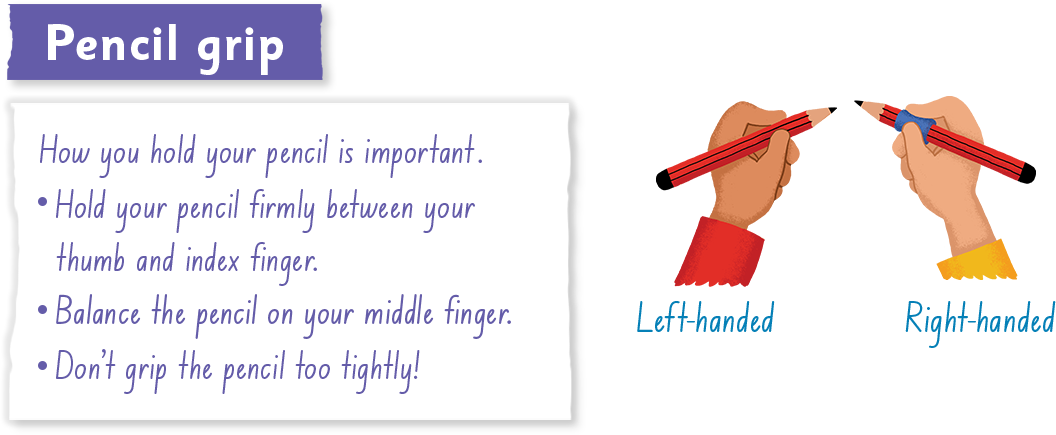 Pencil grip
How you hold your pencil is important.
• Hold your pencil firmly between your
thumb and index finger.
• Balance the pencil on your middle finger.
• Don’t grip the pencil too tightly!
Left-handed
Right-handed